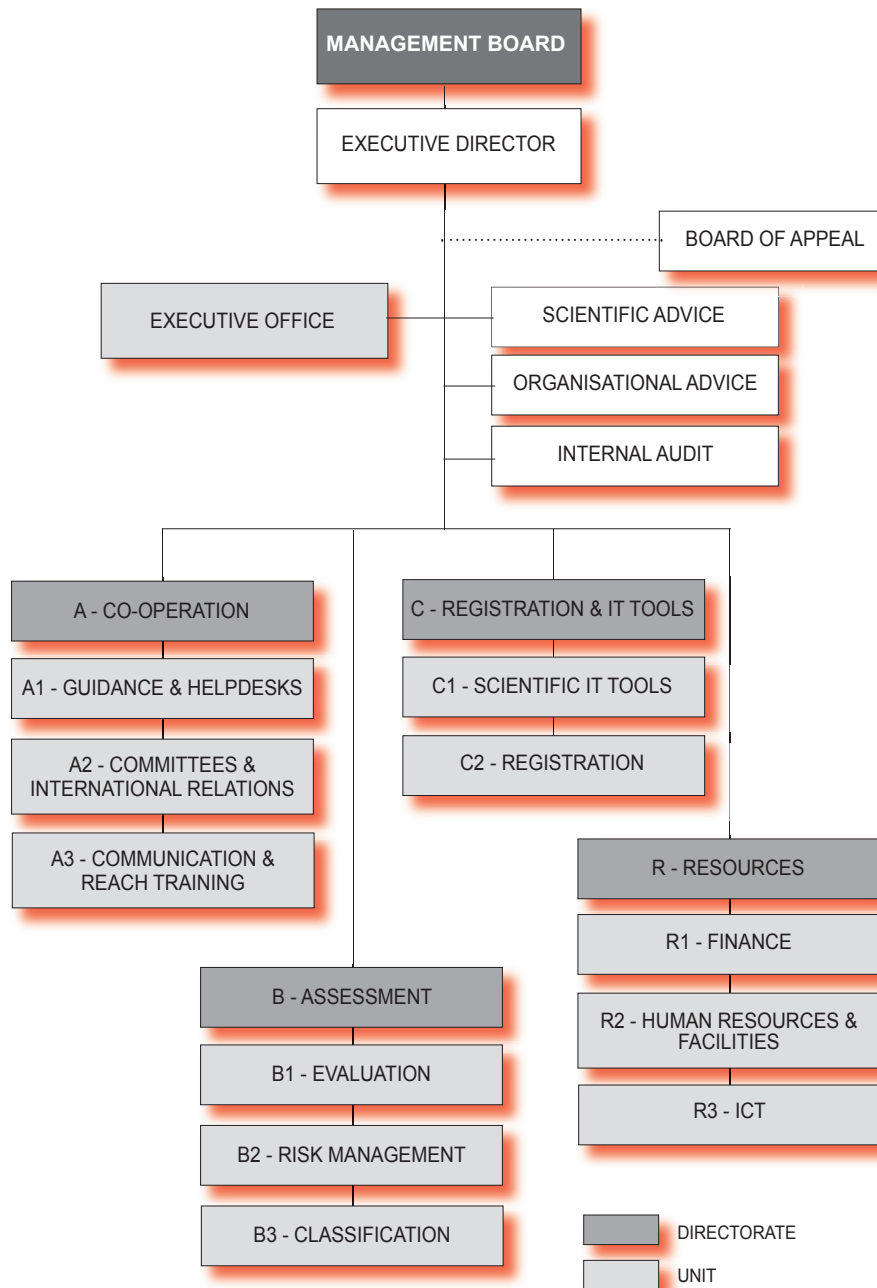 MANAGEMENT BOARD
EXECUTIVE DIRECTOR
BOARD OF APPEAL
EXECUTIVE OFFICE
SCIENTIFIC ADVICE
ORGANISATIONAL ADVICE
INTERNAL AUDIT
A - CO-OPERATION
A1 - GUIDANCE & HELPDESKS
A2 - COMMITTEES &
INTERNATIONAL RELATIONS
A3 - COMMUNICATION &
REACH TRAINING
C - REGISTRATION & IT TOOLS
C1 - SCIENTIFIC IT TOOLS
C2 - REGISTRATION
R - RESOURCES
R1 - FINANCE
R2 - HUMAN RESOURCES &
FACILITIES
R3 - ICT
B - ASSESSMENT
B1 - EVALUATION
B2 - RISK MANAGEMENT
B3 - CLASSIFICATION
DIRECTORATE
UNIT